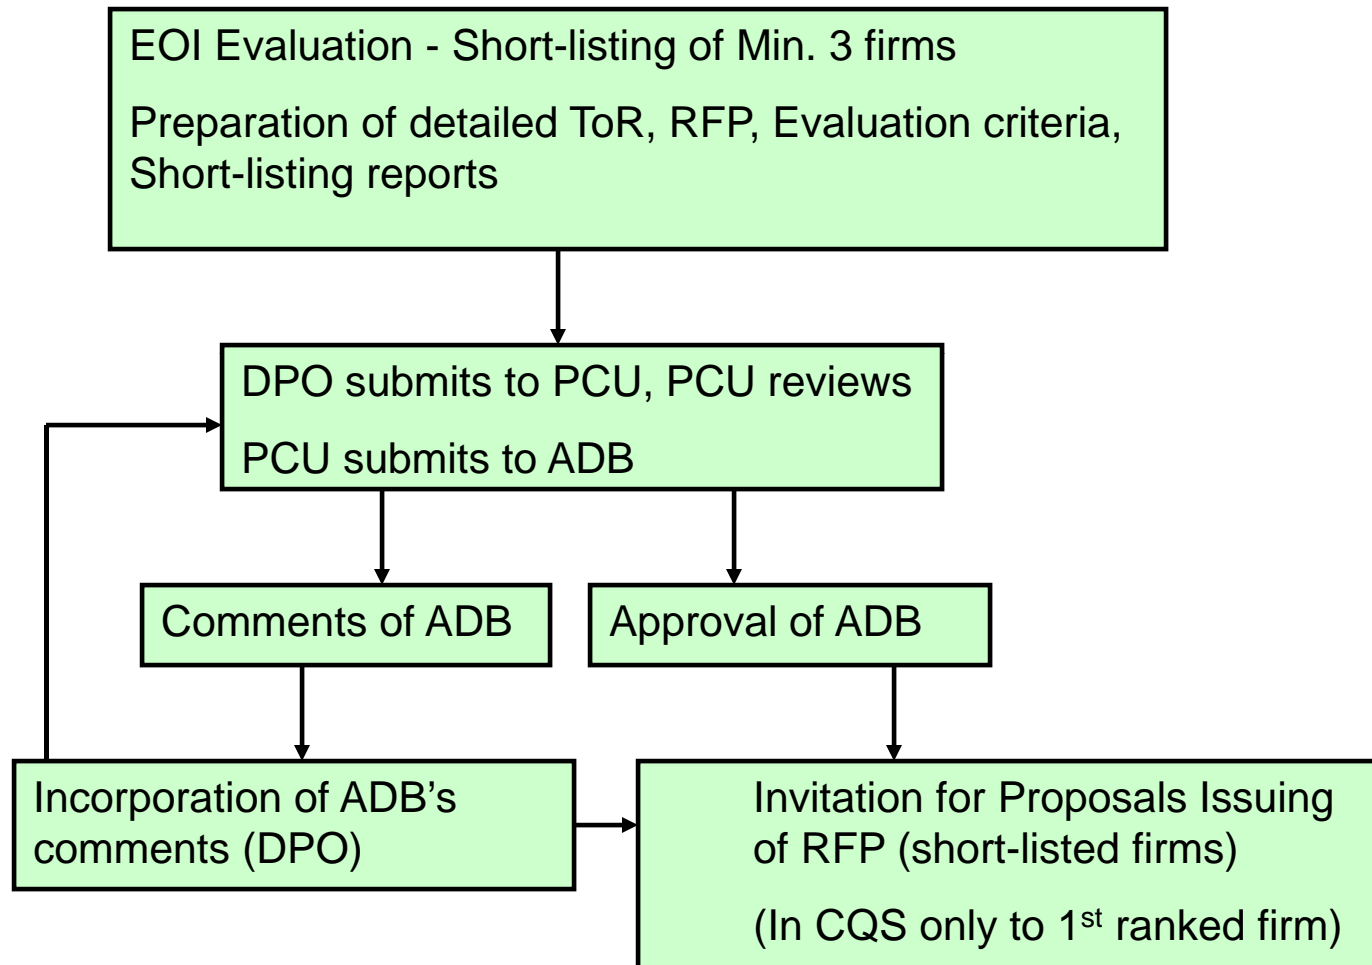 EOI Evaluation - Short-listing of Min. 3 firms
Preparation of detailed ToR, RFP, Evaluation criteria,
Short-listing reports
DPO submits to PCU, PCU reviews
PCU submits to ADB
Comments of ADB
Approval of ADB
Incorporation of ADB’s
comments (DPO)
Invitation for Proposals Issuing
of RFP (short-listed firms)
(In CQS only to 1st ranked firm)